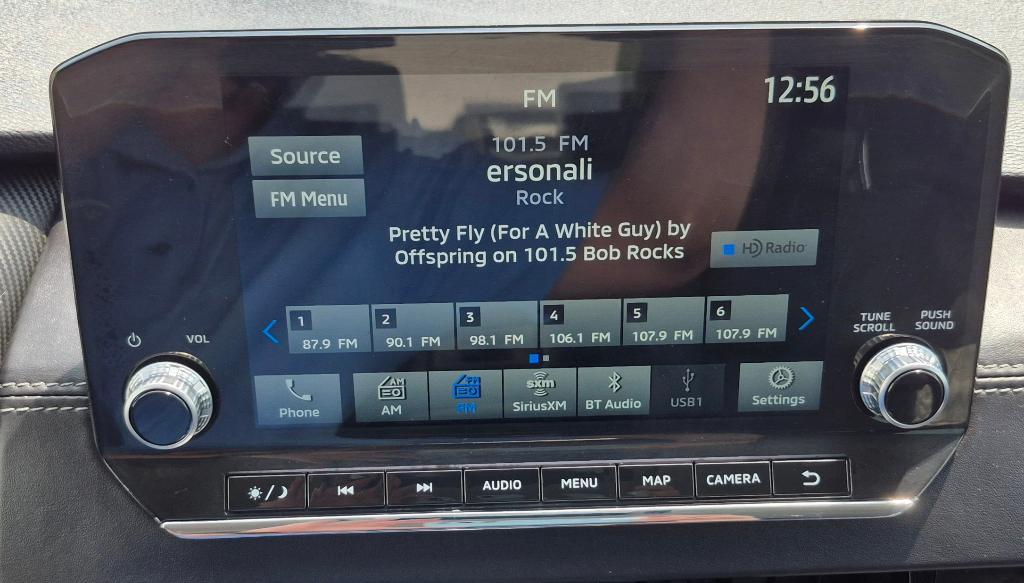 FM
12:56
Source
101.5 FM
ersonali
FM Menu
Rock
Pretty Fly (For A White Guy) by
Offspring on 101.5 Bob Rocks
HD Radio
1
87.9 FM
2
90.1 FM
3
98.1 FM
4
106.1 FM
5
107.9 FM
6
107.9 FM
VOL
TUNE
SCROLL
PUSH
SOUND
Phone
AM
AM
FM
FM
sxm
SiriusXM
BT Audio
USB1
Settings
AUDIO
MENU
MAP
CAMERA